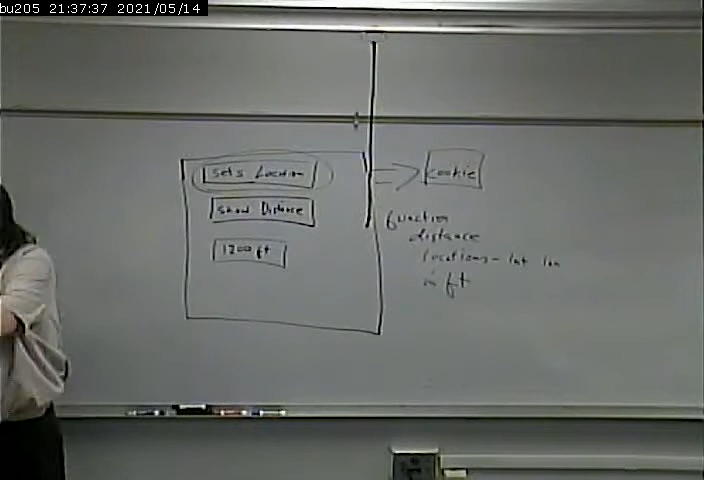 bu205 21:37:37 2021/05/14
Sets Location
Show Distance
1200 ft
cookie
function
distance
locations - lat lon
in ft